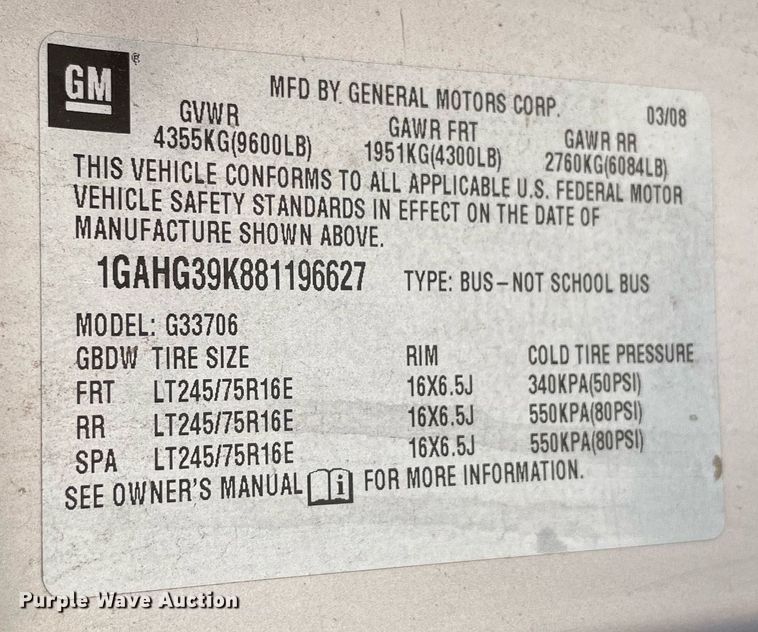 GM ®
MFD BY GENERAL MOTORS CORP. 03/08
GVWR GAWR FRT GAWR RR
4355KG(9600LB) 1951KG(4300LB) 2760KG(6084LB)
THIS VEHICLE CONFORMS TO ALL APPLICABLE U.S. FEDERAL MOTOR
VEHICLE SAFETY STANDARDS IN EFFECT ON THE DATE OF
MANUFACTURE SHOWN ABOVE.
1GAHG39K881196627 TYPE: BUS-NOT SCHOOL BUS
MODEL: G33706
GBDW TIRE SIZE RIM COLD TIRE PRESSURE
FRT LT245/75R16E 16X6.5J 340KPA(50PSI)
RR LT245/75R16E 16X6.5J 550KPA(80PSI)
SPA LT245/75R16E 16X6.5J 550KPA(80PSI)
SEE OWNER'S MANUAL i FOR MORE INFORMATION.
Purple Wave Auction